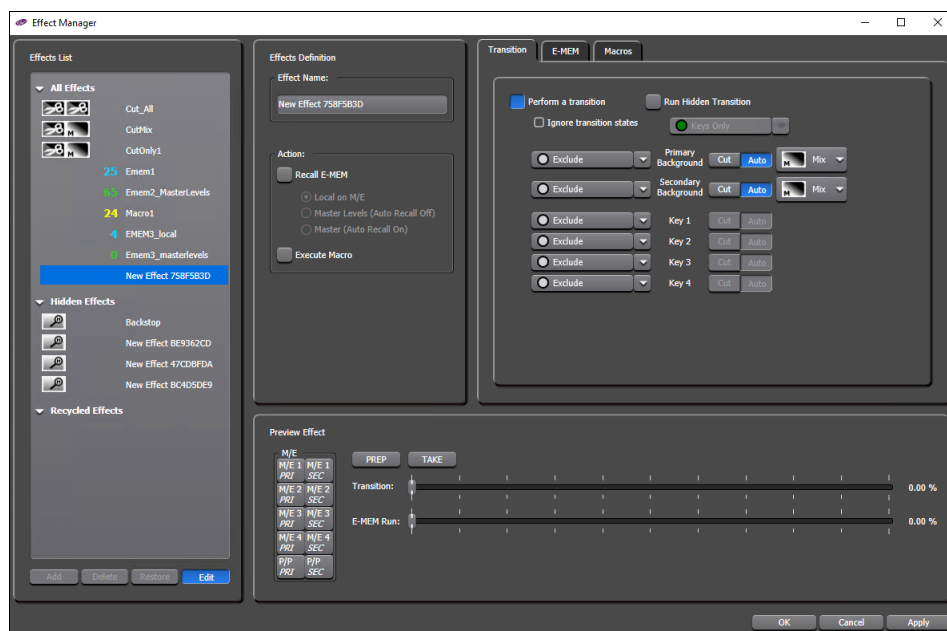 Effect Manager
Effects List
All Effects
Cut_All
M CutMix
M CutOnly1
25 Emem1
65 Emem2_MasterLevels
24 Macro1
4 EMEM3_local
0 Emem3_masterlevels
New Effect 758F5B3D
Hidden Effects
Backstop
New Effect BE9362CD
New Effect 47CDBFDA
New Effect BC4D5DE9
Recycled Effects
Add Delete Restore Edit
Effects Definition
Effect Name:
New Effect 758F5B3D
Action:
Recall E-MEM
Local on M/E
Master Levels (Auto Recall Off)
Master (Auto Recall On)
Execute Macro
Transition E-MEM Macros
Perform a transition Run Hidden Transition
Ignore transition states Keys Only
Exclude Primary Background Cut Auto M Mix
Exclude Secondary Background Cut Auto M Mix
Exclude Key 1 Cut Auto
Exclude Key 2 Cut Auto
Exclude Key 3 Cut Auto
Exclude Key 4 Cut Auto
Preview Effect
M/E
M/E 1 PRI M/E 1 SEC
M/E 2 PRI M/E 2 SEC
M/E 3 PRI M/E 3 SEC
M/E 4 PRI M/E 4 SEC
P/P PRI P/P SEC
PREP TAKE
Transition: 0.00 %
E-MEM Run: 0.00 %
OK Cancel Apply